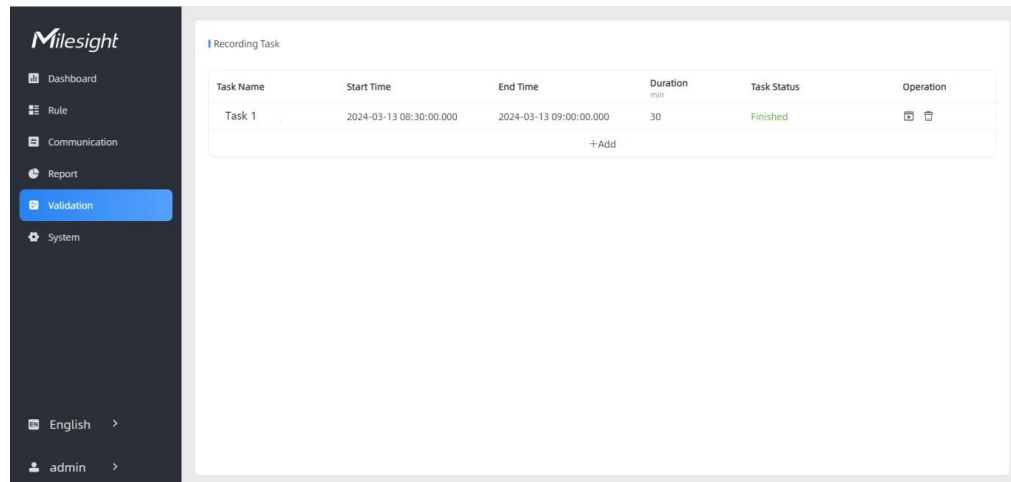 Milesight
Dashboard
Rule
Communication
Report
Validation
System
EN English >
admin >
Recording Task
Task Name Start Time End Time Duration min Task Status Operation
Task 1 2024-03-13 08:30:00.000 2024-03-13 09:00:00.000 30 Finished
+Add